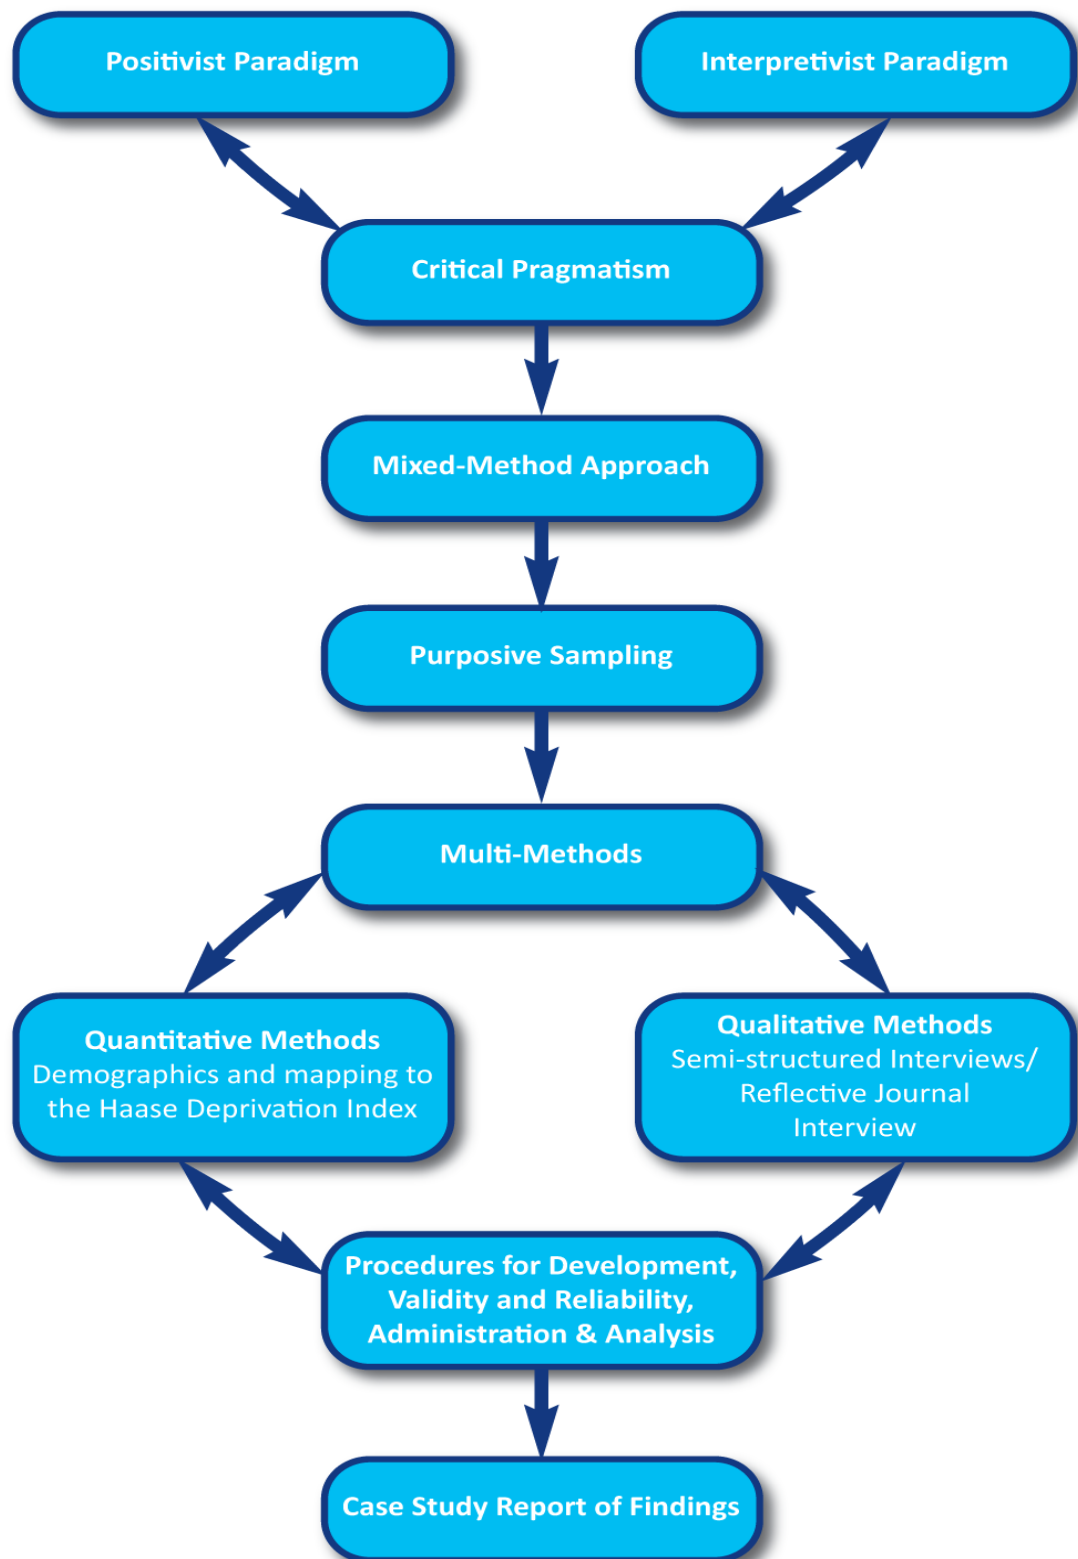 Positivist Paradigm
Interpretivist Paradigm
Critical Pragmatism
Mixed-Method Approach
Purposive Sampling
Multi-Methods
Quantitative Methods
Demographics and mapping to
the Haase Deprivation Index
Qualitative Methods
Semi-structured Interviews/
Reflective Journal
Interview
Procedures for Development,
Validity and Reliability,
Administration & Analysis
Case Study Report of Findings